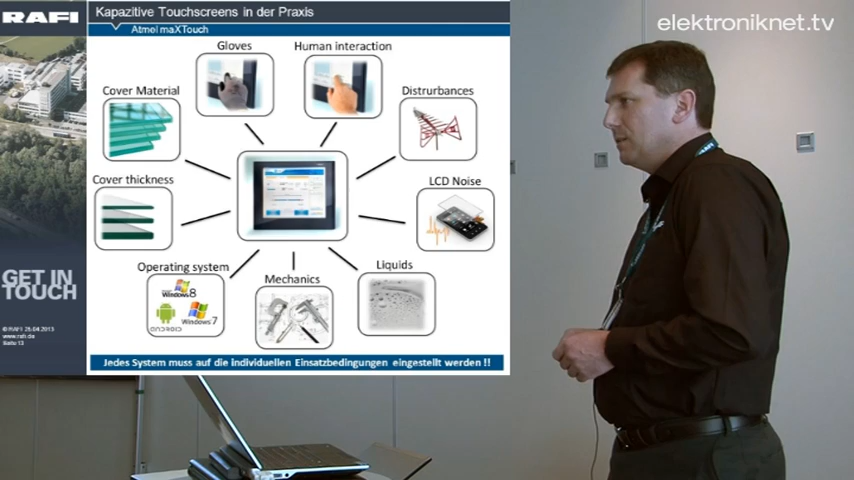 RAFI
Kapazitive Touchscreens in der Praxis
elektroniknet.tv
Atmel maXTouch
Gloves
Human interaction
Cover Material
Distrurbances
Cover thickness
LCD Noise
GET IN
TOUCH
Operating system
Mechanics
Liquids
Windows 8
Windows 7
ANDROID
© RAFI 25.04.2013
www.rafi.de
Seite 13
Jedes System muss auf die individuellen Einsatzbedingungen eingestellt werden !!